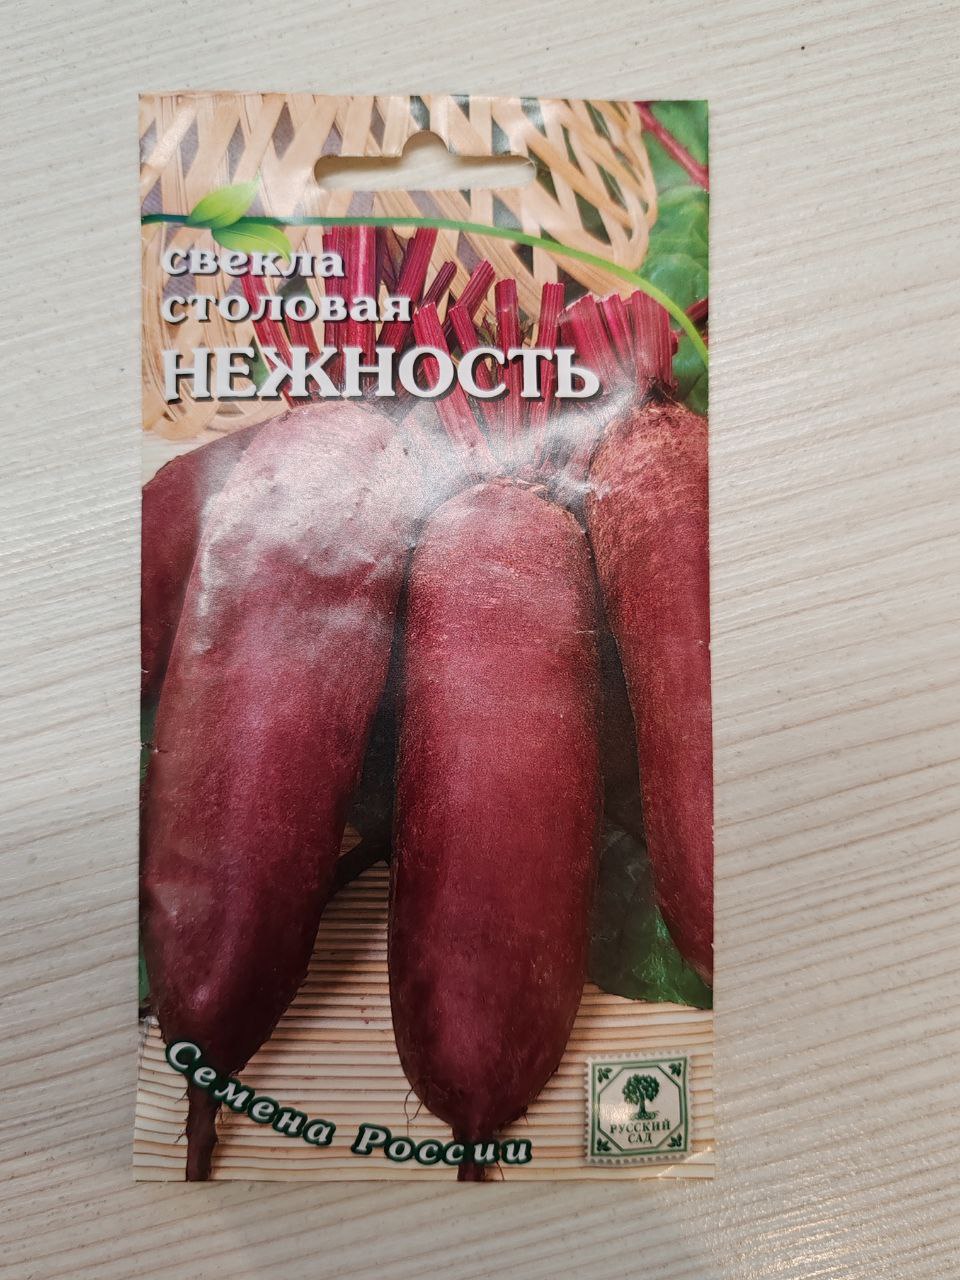 свекла
столовая
НЕЖНОСТЬ
Семена России
РУССКИЙ
САД